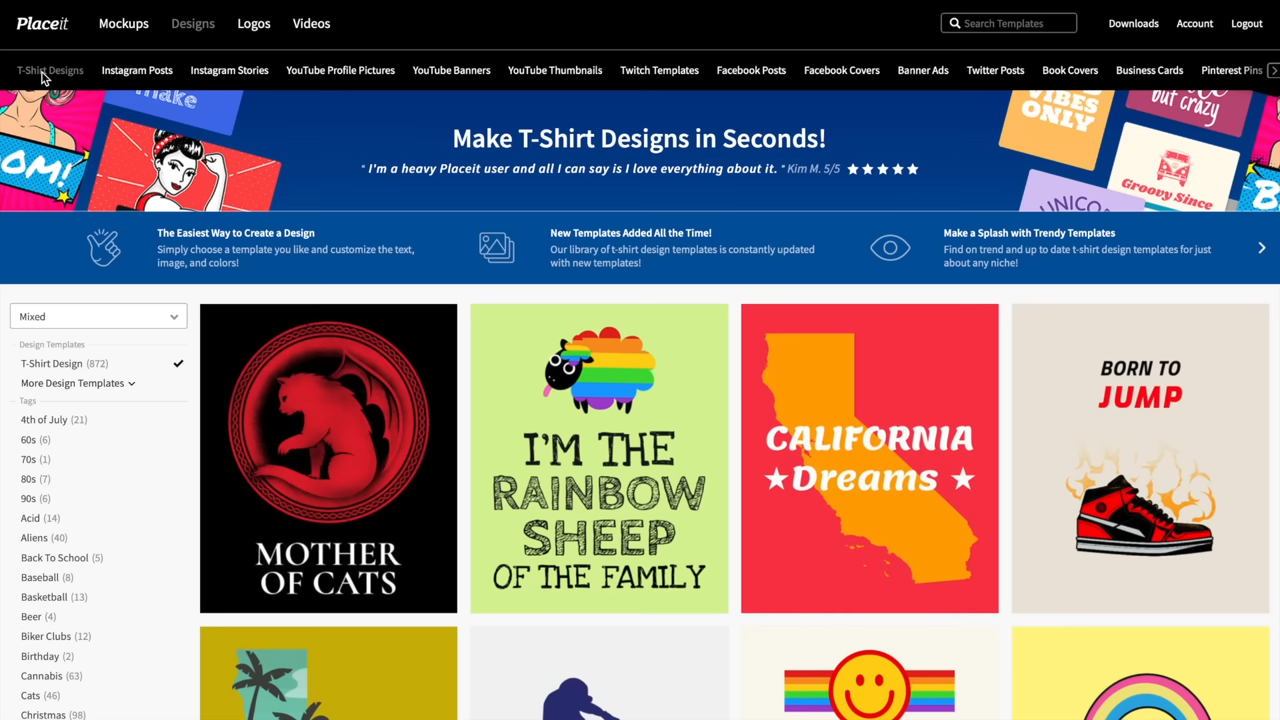 Placeit
Mockups
Designs
Logos
Videos
Search Templates
Downloads
Account
Logout
T-Shirt Designs
Instagram Posts
Instagram Stories
YouTube Profile Pictures
YouTube Banners
YouTube Thumbnails
Twitch Templates
Facebook Posts
Facebook Covers
Banner Ads
Twitter Posts
Book Covers
Business Cards
Pinterest Pins
make
OM!
VIBES
ONLY
but crazy
Groovy Since
UNICO
Make T-Shirt Designs in Seconds!
" I'm a heavy Placeit user and all I can say is I love everything about it. " Kim M. 5/5
The Easiest Way to Create a Design
Simply choose a template you like and customize the text,
image, and colors!
New Templates Added All the Time!
Our library of t-shirt design templates is constantly updated
with new templates!
Make a Splash with Trendy Templates
Find on trend and up to date t-shirt design templates for just
about any niche!
Mixed
Design Templates
T-Shirt Design (872)
More Design Templates
Tags
4th of July (21)
60s (6)
70s (1)
80s (7)
90s (6)
Acid (14)
Aliens (40)
Back To School (5)
Baseball (8)
Basketball (13)
Beer (4)
Biker Clubs (12)
Birthday (2)
Cannabis (63)
Cats (46)
Christmas (98)
MOTHER
OF CATS
I'M THE
RAINBOW
SHEEP
OF THE FAMILY
CALIFORNIA
Dreams
BORN TO
JUMP